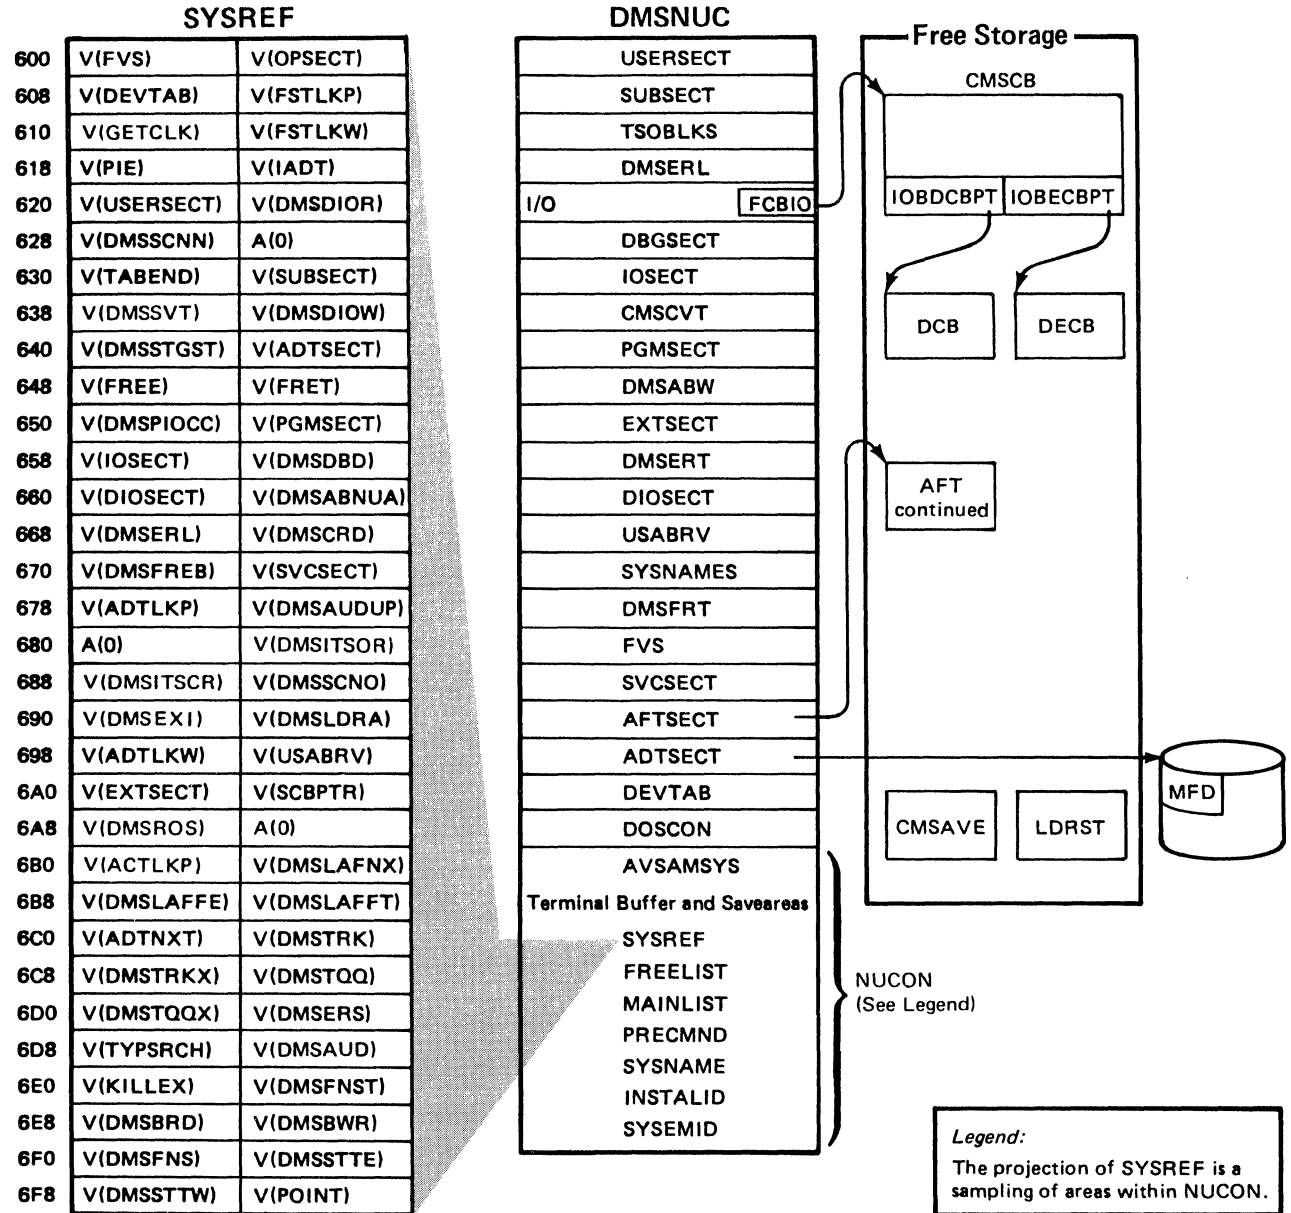 SYSREF
600 V(FVS) V(OPSECT)
608 V(DEVTAB) V(FSTLKP)
610 V(GETCLK) V(FSTLKW)
618 V(PIE) V(IADT)
620 V(USERSECT) V(DMSDIOR)
628 V(DMSSCNN) A(0)
630 V(TABEND) V(SUBSECT)
638 V(DMSSVT) V(DMSDIOW)
640 V(DMSSTGST) V(ADTSECT)
648 V(FREE) V(FRET)
650 V(DMSPIOCC) V(PGMSECT)
658 V(IOSECT) V(DMSDBD)
660 V(DIOSECT) V(DMSABNUA)
668 V(DMSERL) V(DMSCRD)
670 V(DMSFREB) V(SVCSECT)
678 V(ADTLKP) V(DMSAUDUP)
680 A(0) V(DMSITSOR)
688 V(DMSITSCR) V(DMSSCNO)
690 V(DMSEXI) V(DMSLDRA)
698 V(ADTLKW) V(USABRV)
6A0 V(EXTSECT) V(SCBPTR)
6A8 V(DMSROS) A(0)
6B0 V(ACTLKP) V(DMSLAFNX)
6B8 V(DMSLAFFE) V(DMSLAFFT)
6C0 V(ADTNXT) V(DMSTRK)
6C8 V(DMSTRKX) V(DMSTQQ)
6D0 V(DMSTQQX) V(DMSERS)
6D8 V(TYPSRCH) V(DMSAUD)
6E0 V(KILLEX) V(DMSFNST)
6E8 V(DMSBRD) V(DMSBWR)
6F0 V(DMSFNS) V(DMSSTTE)
6F8 V(DMSSTTW) V(POINT)
DMSNUC
USERSECT
SUBSECT
TSOBLKS
DMSERL
I/O FCBIO
DBGSECT
IOSECT
CMSCVT
PGMSECT
DMSABW
EXTSECT
DMSERT
DIOSECT
USABRV
SYSNAMES
DMSFRT
FVS
SVCSECT
AFTSECT
ADTSECT
DEVTAB
DOSCON
AVSAMSYS
Terminal Buffer and Saveareas
SYSREF
FREELIST
MAINLIST
PRECMND
SYSNAME
INSTALID
SYSEMID
NUCON
(See Legend)
Free Storage
CMSCB
IOBDCBPT IOBECBPT
DCB DECB
AFT
continued
CMSAVE LDRST
MFD
Legend:
The projection of SYSREF is a
sampling of areas within NUCON.